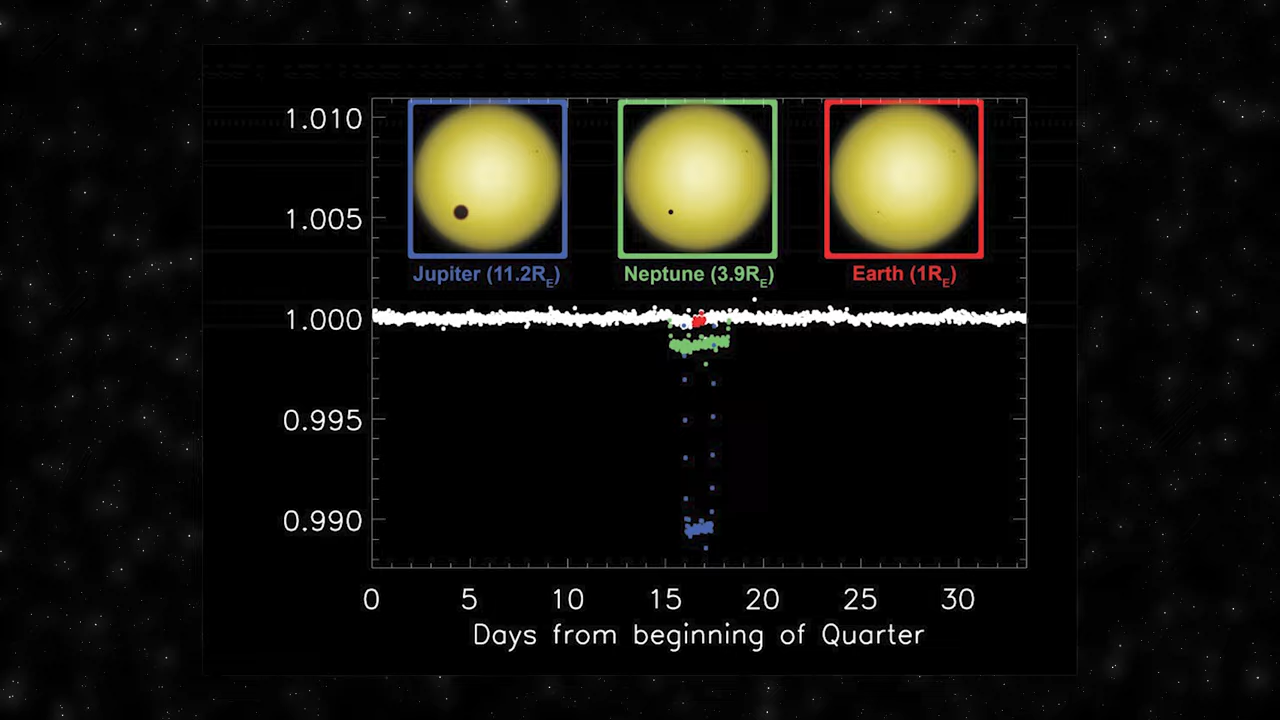 1.010
1.005
Jupiter (11.2RE) Neptune (3.9RE) Earth (1RE)
1.000
0.995
0.990
0 5 10 15 20 25 30
Days from beginning of Quarter